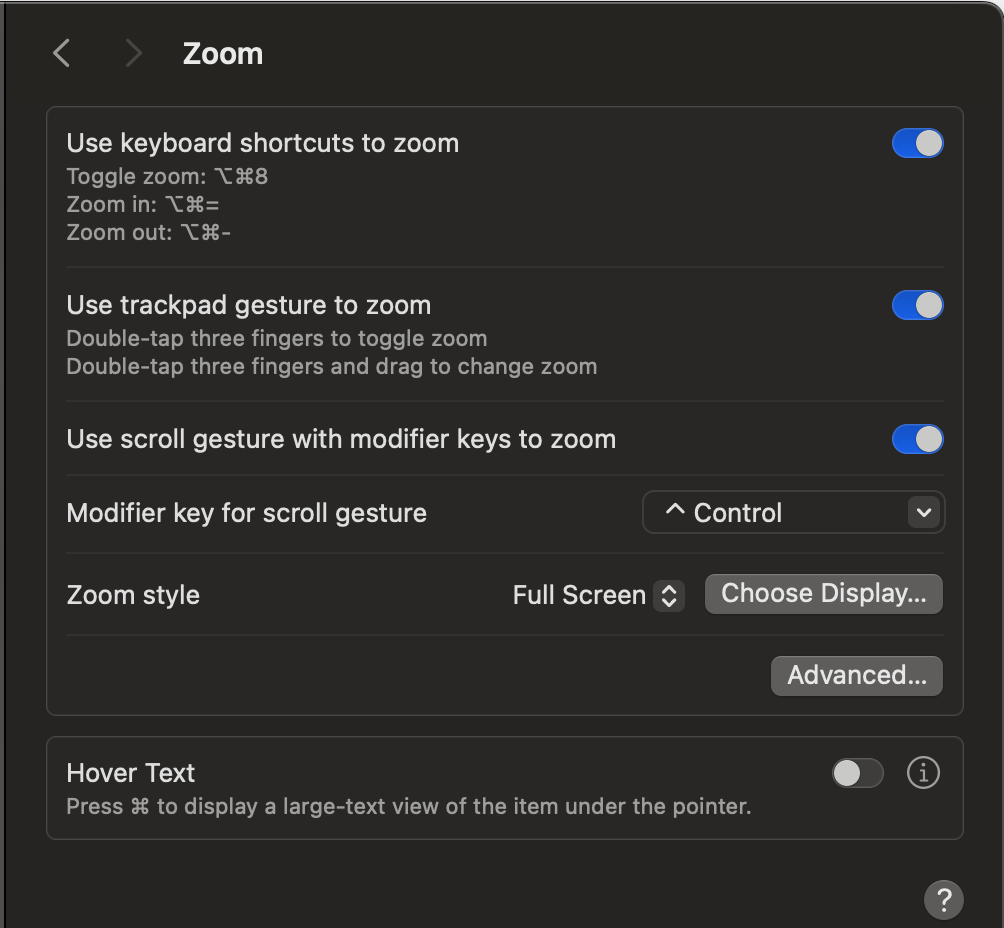 Zoom
Use keyboard shortcuts to zoom
Toggle zoom: ⌥⌘8
Zoom in: ⌥⌘=
Zoom out: ⌥⌘-
Use trackpad gesture to zoom
Double-tap three fingers to toggle zoom
Double-tap three fingers and drag to change zoom
Use scroll gesture with modifier keys to zoom
Modifier key for scroll gesture ^ Control
Zoom style Full Screen Choose Display...
Advanced...
Hover Text
Press ⌘ to display a large-text view of the item under the pointer.
?